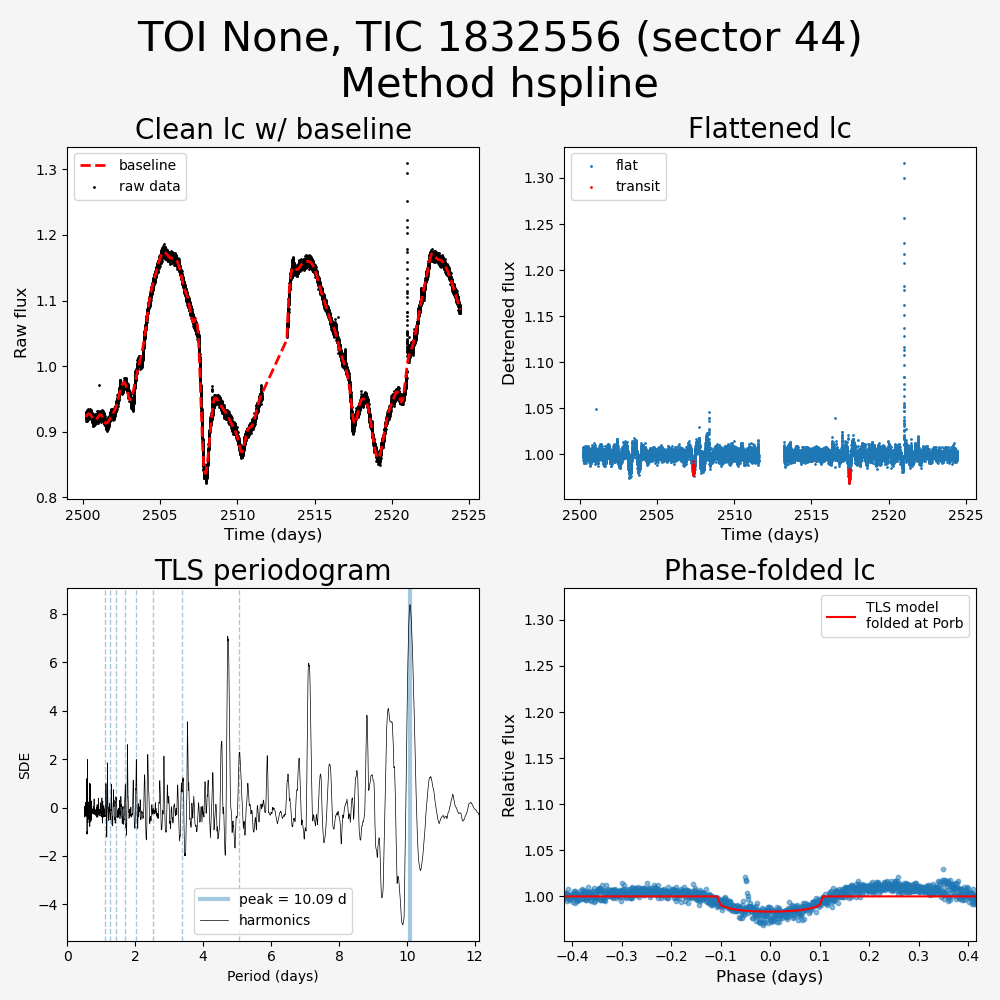 TOI None, TIC 1832556 (sector 44)
Method hspline
Clean lc w/ baseline
Raw flux
1.3
1.2
1.1
1.0
0.9
0.8
baseline
raw data
2500
2505
2510
2515
2520
2525
Time (days)
Flattened lc
Detrended flux
1.30
1.25
1.20
1.15
1.10
1.05
1.00
flat
transit
2500
2505
2510
2515
2520
2525
Time (days)
TLS periodogram
SDE
8
6
4
2
0
−2
−4
peak = 10.09 d
harmonics
0
2
4
6
8
10
12
Period (days)
Phase-folded lc
Relative flux
1.30
1.25
1.20
1.15
1.10
1.05
1.00
TLS model
folded at Porb
−0.4
−0.3
−0.2
−0.1
0.0
0.1
0.2
0.3
0.4
Phase (days)